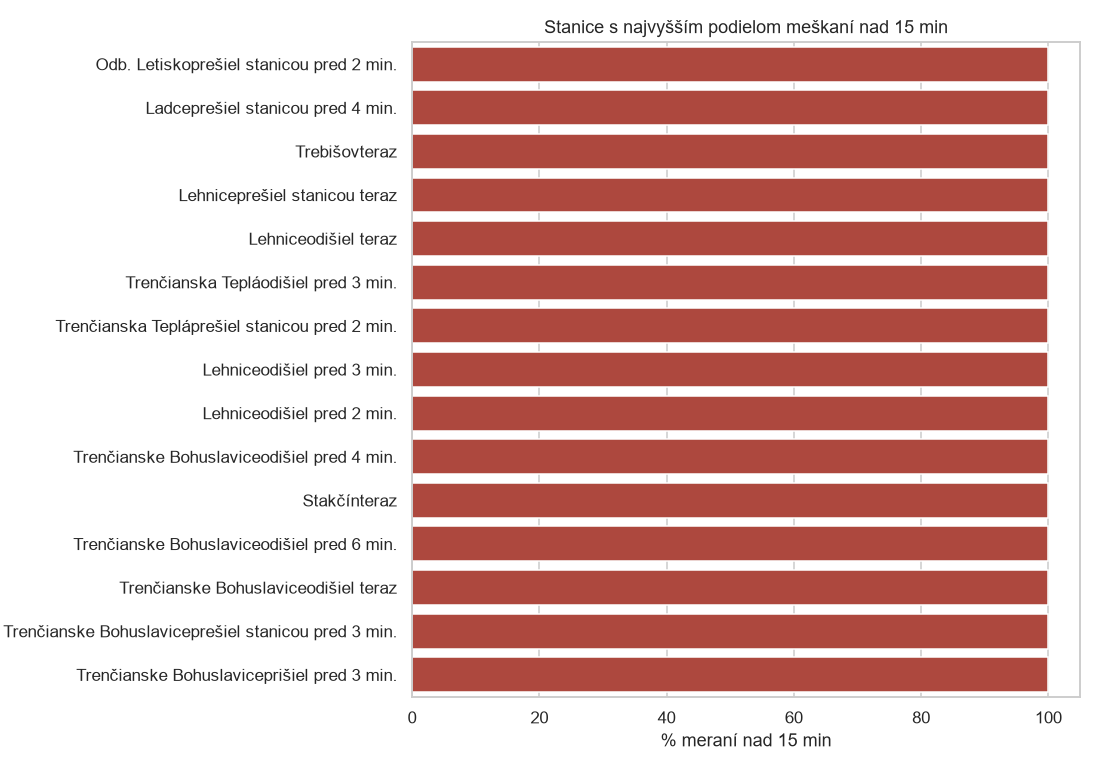 Stanice s najvyšším podielom meškaní nad 15 min
Odb. Letiskoprešiel stanicou pred 2 min.
Ladceprešiel stanicou pred 4 min.
Trebišovteraz
Lehniceprešiel stanicou teraz
Lehniceodišiel teraz
Trenčianska Tepláodišiel pred 3 min.
Trenčianska Tepláprešiel stanicou pred 2 min.
Lehniceodišiel pred 3 min.
Lehniceodišiel pred 2 min.
Trenčianske Bohuslaviceodišiel pred 4 min.
Stakčínteraz
Trenčianske Bohuslaviceodišiel pred 6 min.
Trenčianske Bohuslaviceodišiel teraz
Trenčianske Bohuslaviceprešiel stanicou pred 3 min.
Trenčianske Bohuslaviceprišiel pred 3 min.
0 20 40 60 80 100
% meraní nad 15 min